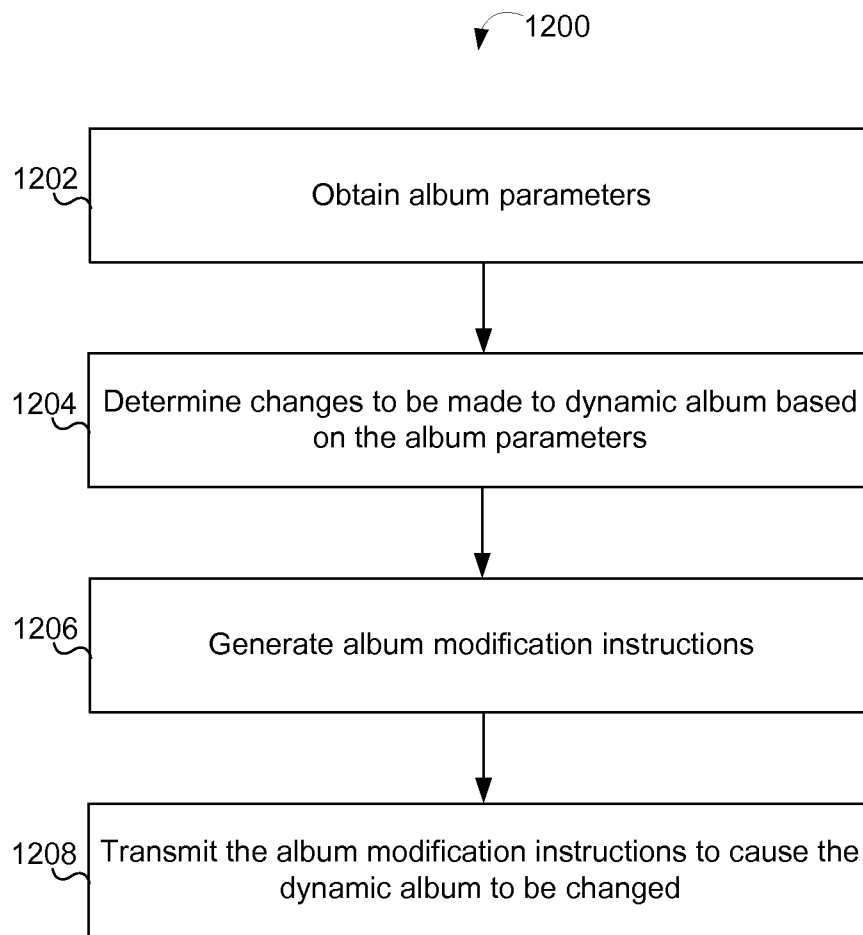 1200
1202
Obtain album parameters
1204
Determine changes to be made to dynamic album based
on the album parameters
1206
Generate album modification instructions
1208
Transmit the album modification instructions to cause the
dynamic album to be changed